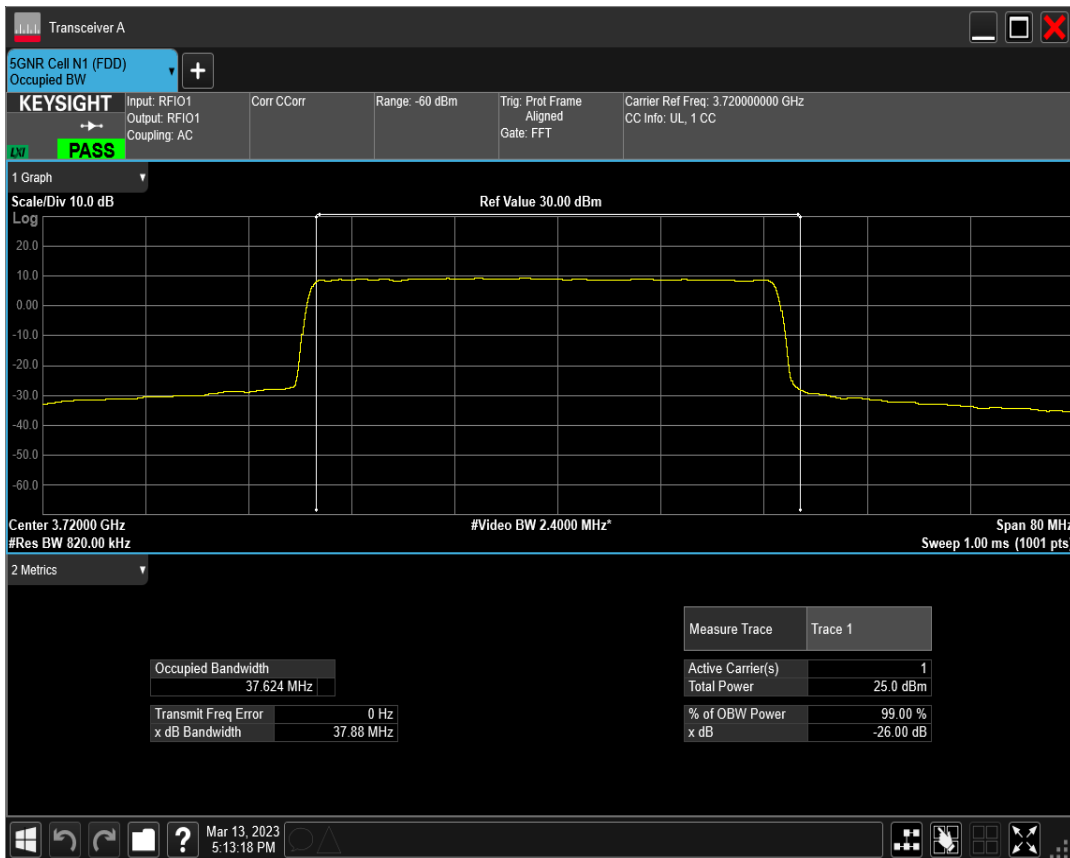 Transceiver A
5GNR Cell N1 (FDD)
Occupied BW
+
KEYSIGHT
LXI
PASS
Input: RFIO1
Output: RFIO1
Coupling: AC
Corr CCorr
Range: -60 dBm
Trig: Prot Frame
Aligned
Gate: FFT
Carrier Ref Freq: 3.720000000 GHz
CC Info: UL, 1 CC
1 Graph
Scale/Div 10.0 dB
Ref Value 30.00 dBm
Log
20.0
10.0
0.00
-10.0
-20.0
-30.0
-40.0
-50.0
-60.0
Center 3.72000 GHz
#Video BW 2.4000 MHz*
Span 80 MHz
#Res BW 820.00 kHz
Sweep 1.00 ms (1001 pts)
2 Metrics
Measure Trace Trace 1
Occupied Bandwidth
37.624 MHz
Active Carrier(s) 1
Total Power 25.0 dBm
Transmit Freq Error 0 Hz
x dB Bandwidth 37.88 MHz
% of OBW Power 99.00 %
x dB -26.00 dB
?
Mar 13, 2023
5:13:18 PM